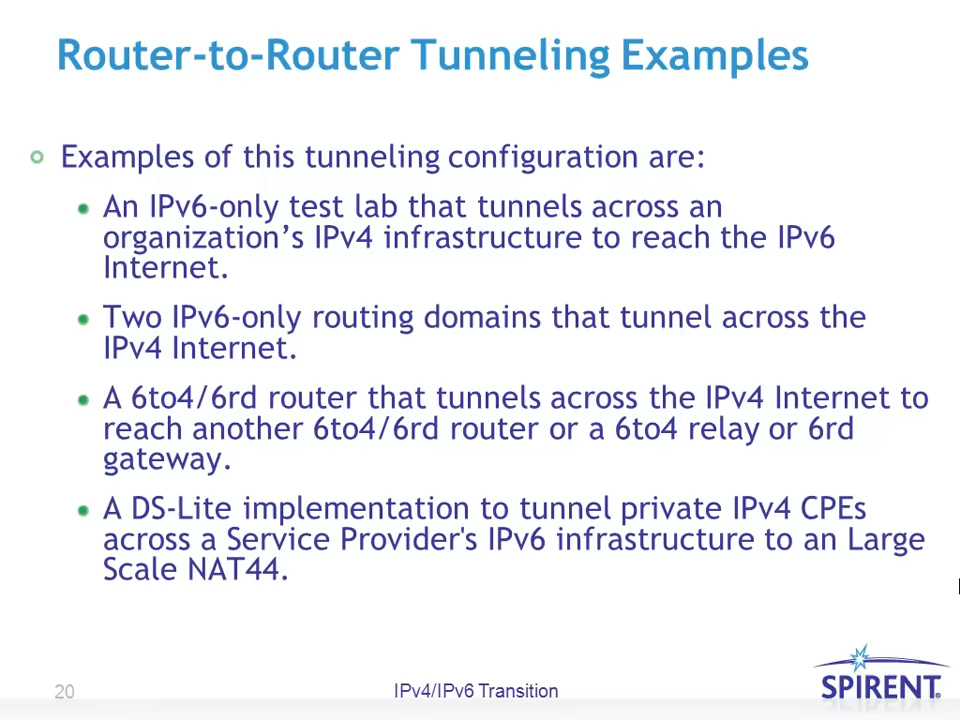 Router-to-Router Tunneling Examples
Examples of this tunneling configuration are:
An IPv6-only test lab that tunnels across an
organization’s IPv4 infrastructure to reach the IPv6
Internet.
Two IPv6-only routing domains that tunnel across the
IPv4 Internet.
A 6to4/6rd router that tunnels across the IPv4 Internet to
reach another 6to4/6rd router or a 6to4 relay or 6rd
gateway.
A DS-Lite implementation to tunnel private IPv4 CPEs
across a Service Provider's IPv6 infrastructure to an Large
Scale NAT44.
20
IPv4/IPv6 Transition
SPIRENT®